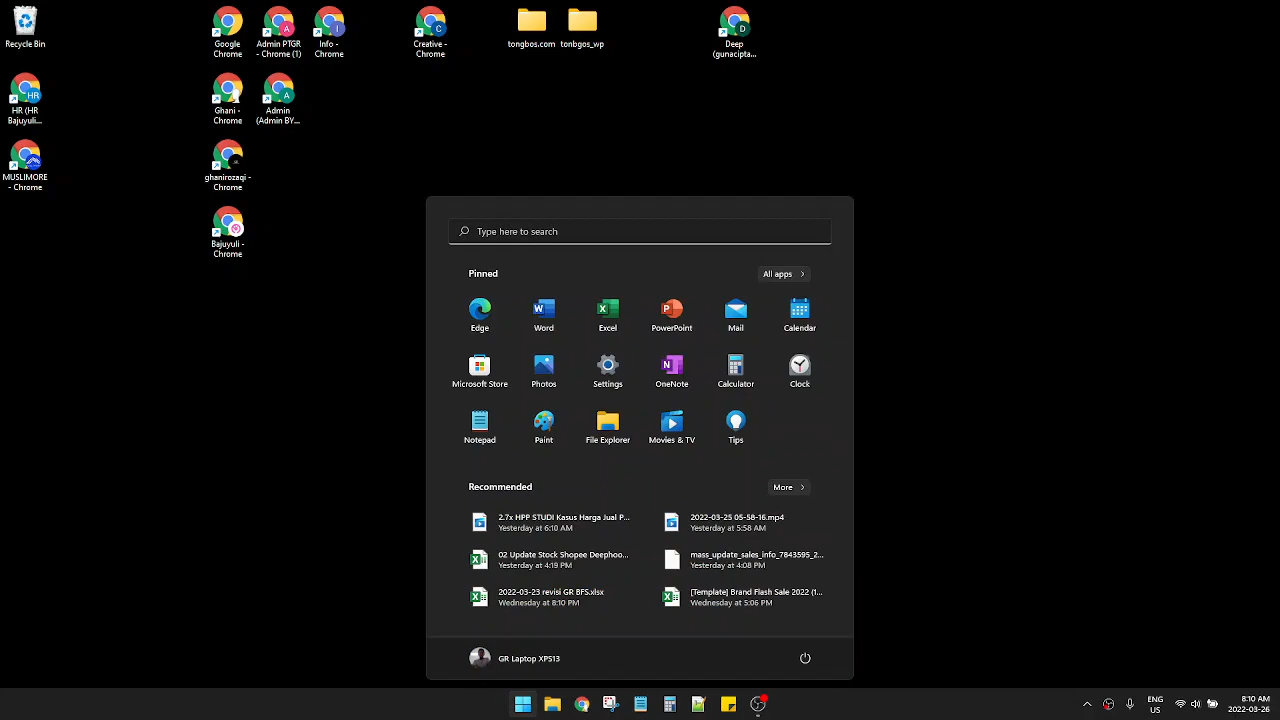 Recycle Bin
Google
Chrome
Admin PTGR
- Chrome (1)
Info -
Chrome
Creative -
Chrome
tongbos.com
tonbgos_wp
Deep
(gunacipta...
HR (HR
Bajuyuli...
Ghani -
Chrome
Admin
(Admin BY...
MUSLIMORE
- Chrome
ghanirozaqi -
Chrome
Bajuyuli -
Chrome
Type here to search
Pinned
All apps
Edge
Word
Excel
PowerPoint
Mail
Calendar
Microsoft Store
Photos
Settings
OneNote
Calculator
Clock
Notepad
Paint
File Explorer
Movies & TV
Tips
Recommended
More
2.7x HPP STUDI Kasus Harga Jual P...
Yesterday at 6:10 AM
2022-03-25 05-58-16.mp4
Yesterday at 5:58 AM
02 Update Stock Shopee Deephoo...
Yesterday at 4:19 PM
mass_update_sales_info_7843595_2...
Yesterday at 4:08 PM
2022-03-23 revisi GR BFS.xlsx
Wednesday at 8:10 PM
[Template] Brand Flash Sale 2022 (1...
Wednesday at 5:06 PM
GR Laptop XPS13
ENG
US
8:10 AM
2022-03-26